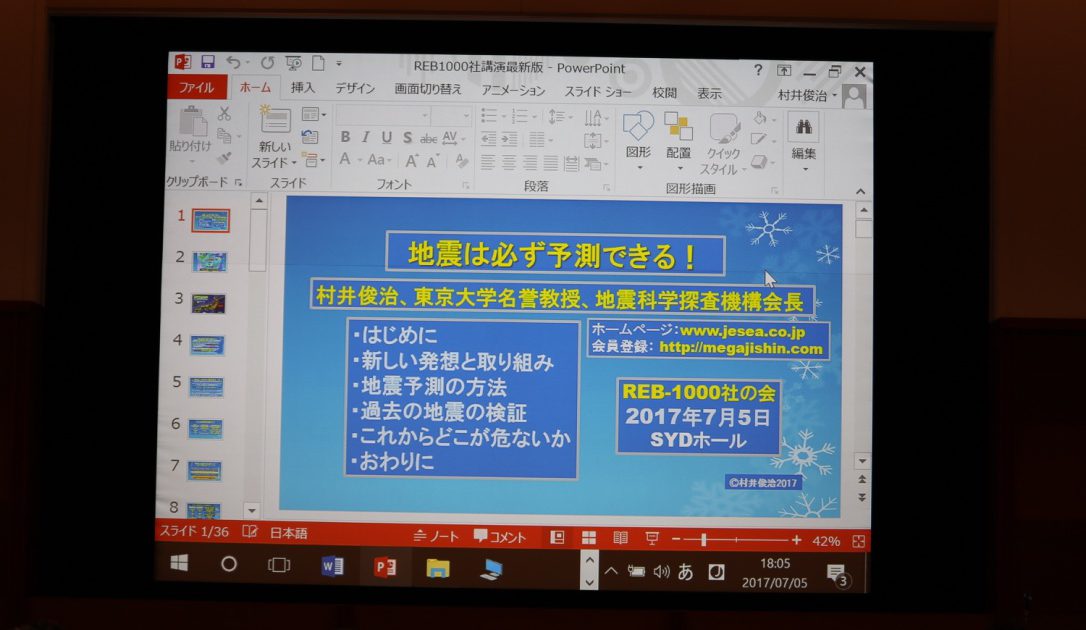 REB1000社講演最新版 - PowerPoint
?
ファイル ホーム 挿入 デザイン 画面切り替え アニメーション スライド ショー 校閲 表示 村井俊治
貼り付け
新しい
スライド
B I U S abc AV
A Aa A A
図形 配置 クイック
スタイル
編集
クリップボード スライド フォント 段落 図形描画
1
2
3
4
5
6
7
8
地震は必ず予測できる!
村井俊治、東京大学名誉教授、地震科学探査機構会長
・はじめに
・新しい発想と取り組み
・地震予測の方法
・過去の地震の検証
・これからどこが危ないか
・おわりに
ホームページ:www.jesea.co.jp
会員登録: http://megajishin.com
REB-1000社の会
2017年7月5日
SYDホール
©村井俊治2017
スライド 1/36 日本語 ノート コメント 42%
あ
18:05
2017/07/05
3